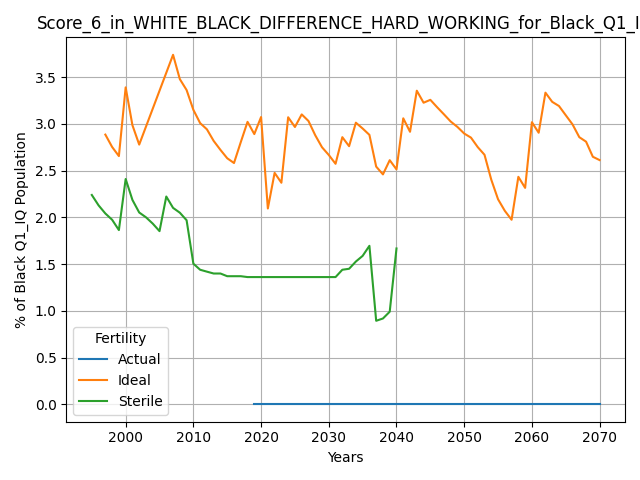 Score_6_in_WHITE_BLACK_DIFFERENCE_HARD_WORKING_for_Black_Q1_I
3.5
3.0
2.5
2.0
1.5
1.0
0.5
0.0
% of Black Q1_IQ Population
Fertility
Actual
Ideal
Sterile
2000 2010 2020 2030 2040 2050 2060 2070
Years